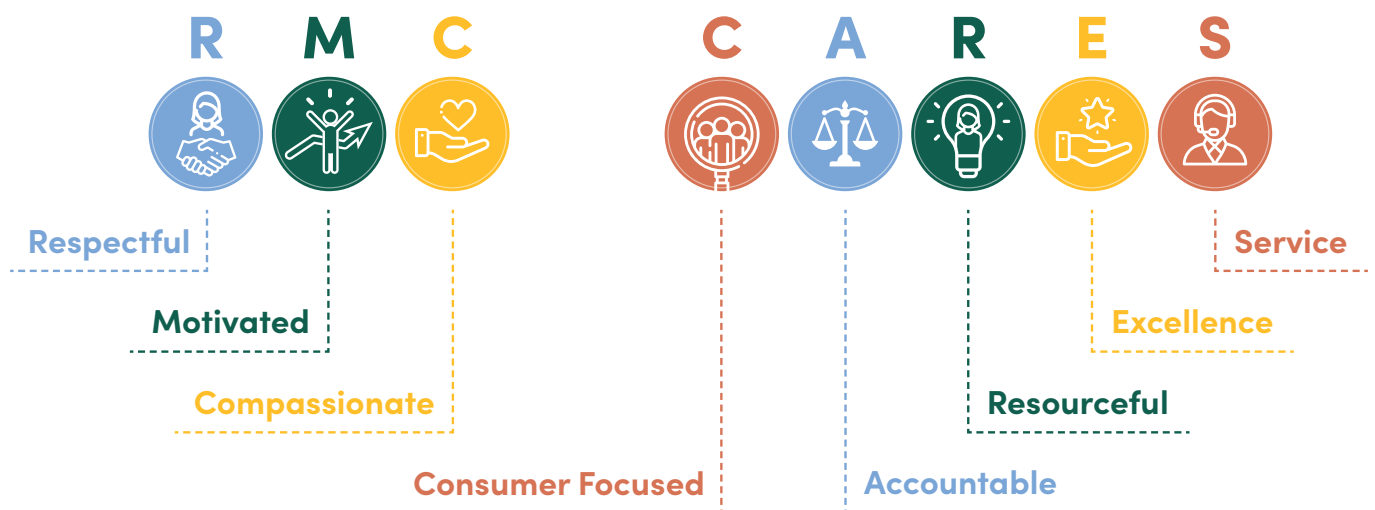 R M C C A R E S
Respectful
Service
Motivated
Excellence
Compassionate
Resourceful
Consumer Focused
Accountable